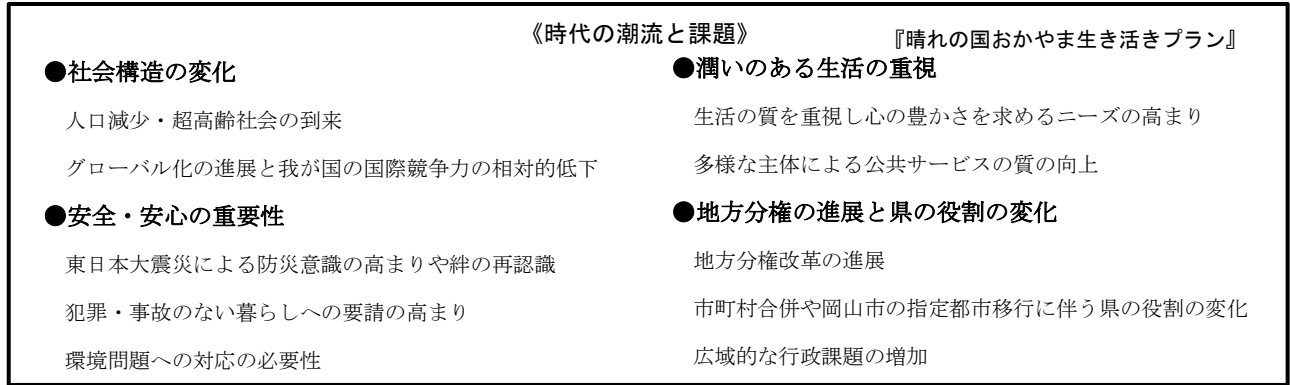 《時代の潮流と課題》
『晴れの国おかやま生き活きプラン』
●社会構造の変化
人口減少・超高齢社会の到来
グローバル化の進展と我が国の国際競争力の相対的低下
●安全・安心の重要性
東日本大震災による防災意識の高まりや絆の再認識
犯罪・事故のない暮らしへの要請の高まり
環境問題への対応の必要性
●潤いのある生活の重視
生活の質を重視し心の豊かさを求めるニーズの高まり
多様な主体による公共サービスの質の向上
●地方分権の進展と県の役割の変化
地方分権改革の進展
市町村合併や岡山市の指定都市移行に伴う県の役割の変化
広域的な行政課題の増加